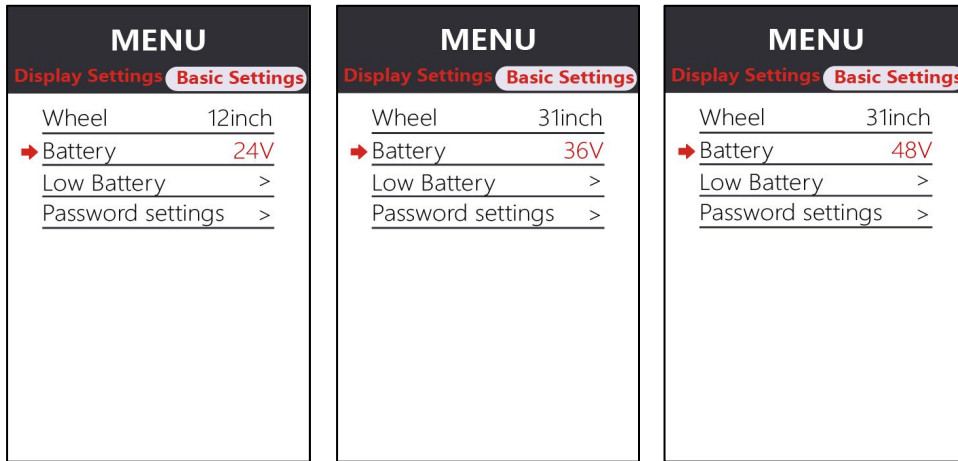 MENU
Display Settings Basic Settings
Wheel 12inch
Battery 24V
Low Battery >
Password settings >
MENU
Display Settings Basic Settings
Wheel 31inch
Battery 36V
Low Battery >
Password settings >
MENU
Display Settings Basic Settings
Wheel 31inch
Battery 48V
Low Battery >
Password settings >